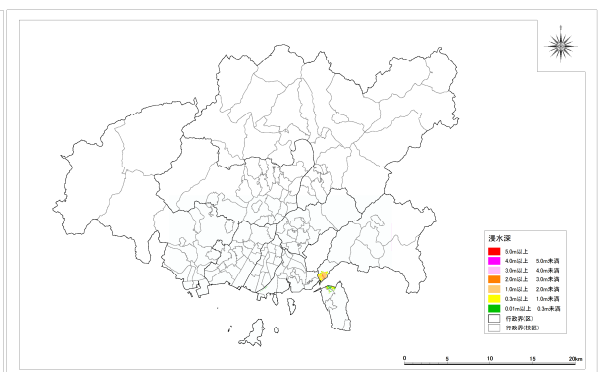 浸水深
5.0m以上
4.0m以上 5.0m未満
3.0m以上 4.0m未満
2.0m以上 3.0m未満
1.0m以上 2.0m未満
0.3m以上 1.0m未満
0.01m以上 0.3m未満
行政界(区)
行政界(校区)
0 5 10 15 20km